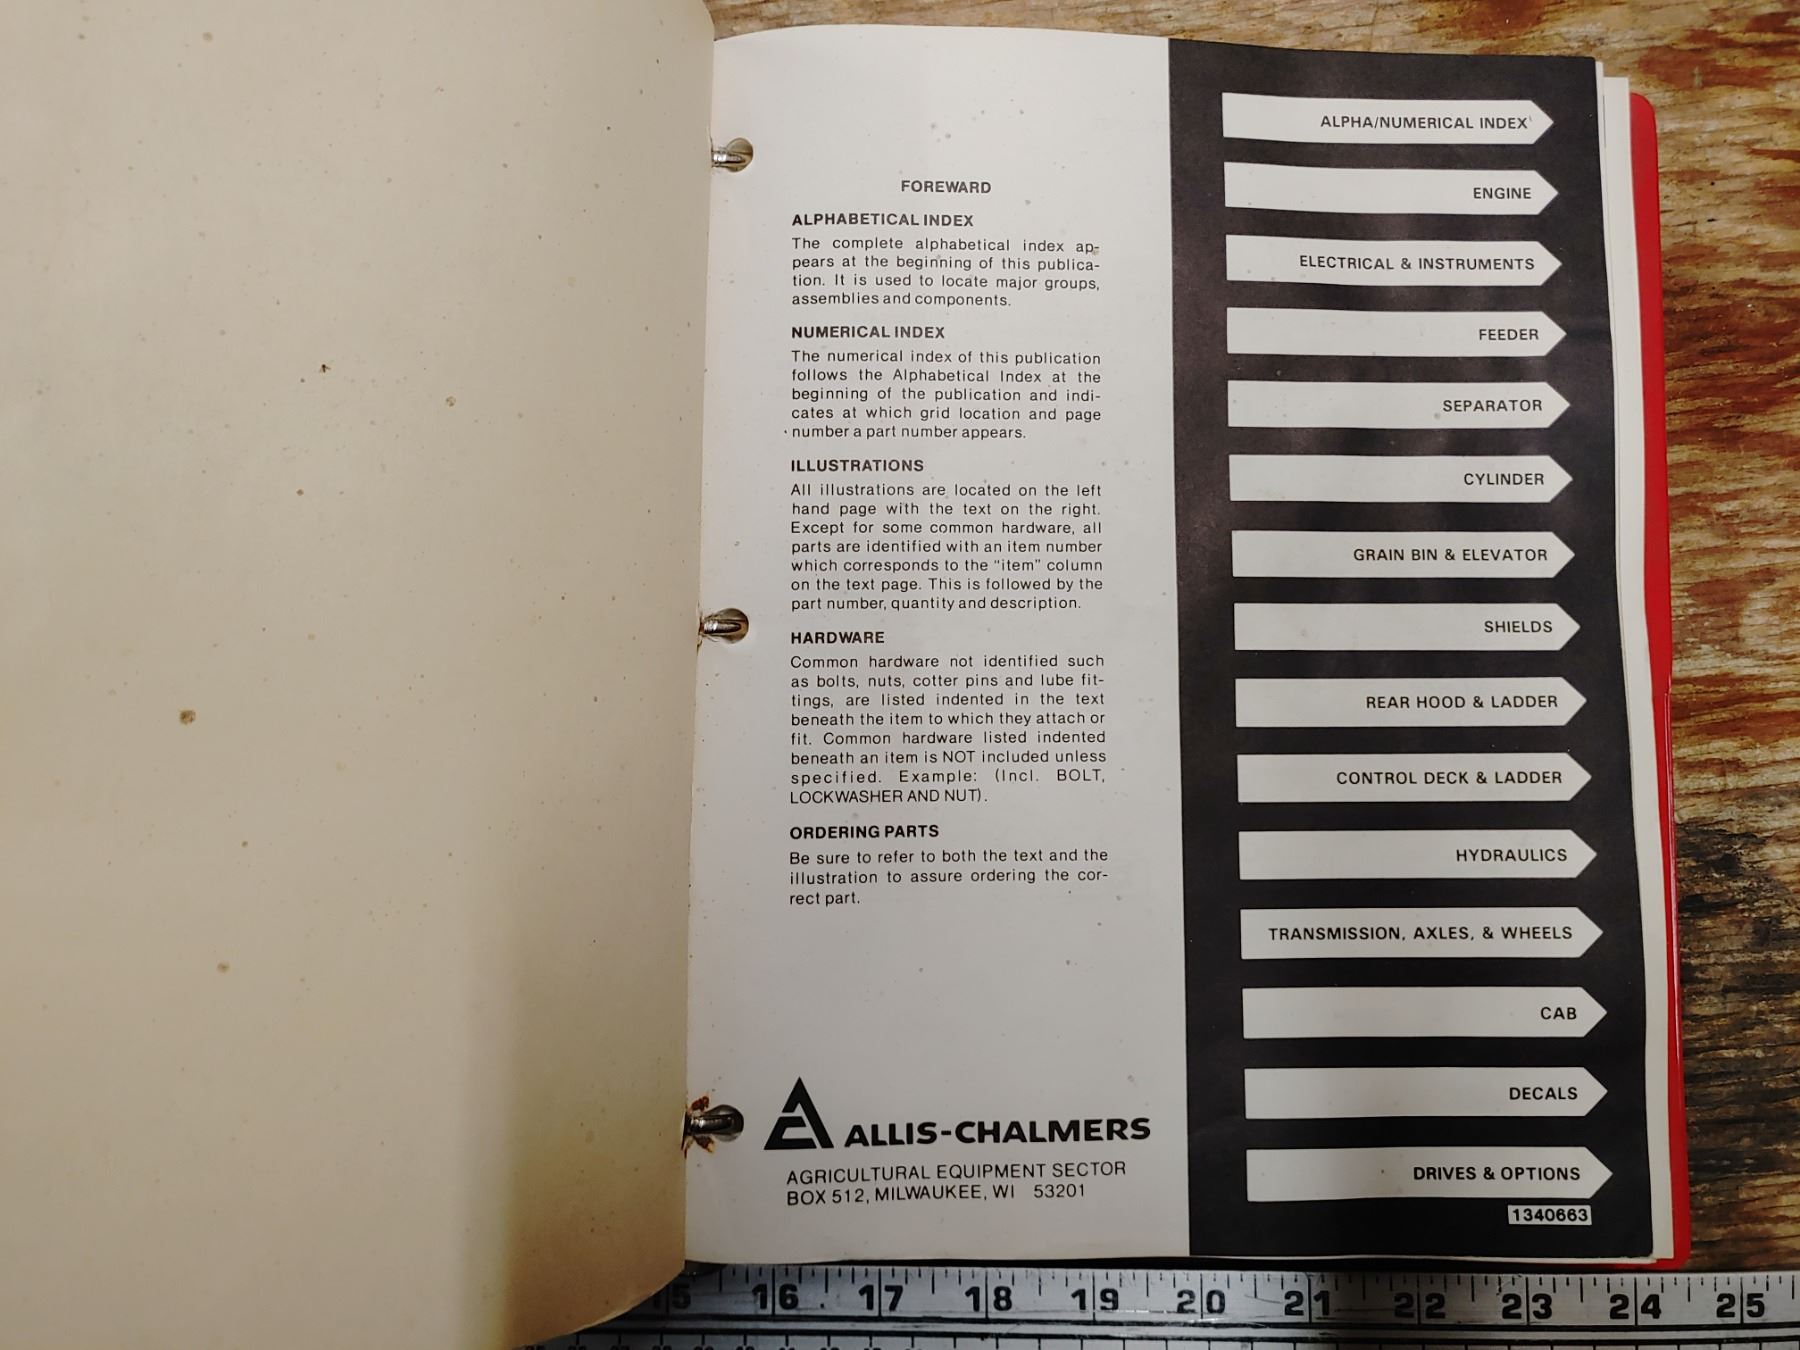 FOREWARD
ALPHABETICAL INDEX
The complete alphabetical index ap-
pears at the beginning of this publica-
tion. It is used to locate major groups,
assemblies and components.
NUMERICAL INDEX
The numerical index of this publication
follows the Alphabetical Index at the
beginning of the publication and indi-
cates at which grid location and page
number a part number appears.
ILLUSTRATIONS
All illustrations are located on the left
hand page with the text on the right.
Except for some common hardware, all
parts are identified with an item number
which corresponds to the "item" column
on the text page. This is followed by the
part number, quantity and description.
HARDWARE
Common hardware not identified such
as bolts, nuts, cotter pins and lube fit-
tings, are listed indented in the text
beneath the item to which they attach or
fit. Common hardware listed indented
beneath an item is NOT included unless
specified. Example: (Incl. BOLT,
LOCKWASHER AND NUT).
ORDERING PARTS
Be sure to refer to both the text and the
illustration to assure ordering the cor-
rect part.
ALLIS-CHALMERS
AGRICULTURAL EQUIPMENT SECTOR
BOX 512, MILWAUKEE, WI 53201
ALPHA/NUMERICAL INDEX
ENGINE
ELECTRICAL & INSTRUMENTS
FEEDER
SEPARATOR
CYLINDER
GRAIN BIN & ELEVATOR
SHIELDS
REAR HOOD & LADDER
CONTROL DECK & LADDER
HYDRAULICS
TRANSMISSION, AXLES, & WHEELS
CAB
DECALS
DRIVES & OPTIONS
1340663
16 17 18 19 20 21 22 23 24 25